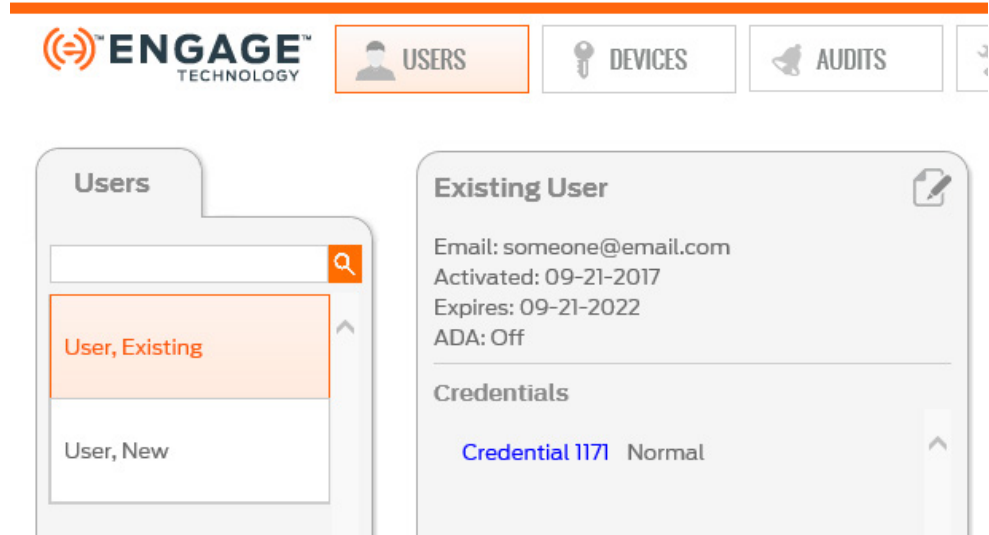 ENGAGE™
TECHNOLOGY
USERS
DEVICES
AUDITS
Users
User, Existing
User, New
Existing User
Email: someone@email.com
Activated: 09-21-2017
Expires: 09-21-2022
ADA: Off
Credentials
Credential 1171 Normal